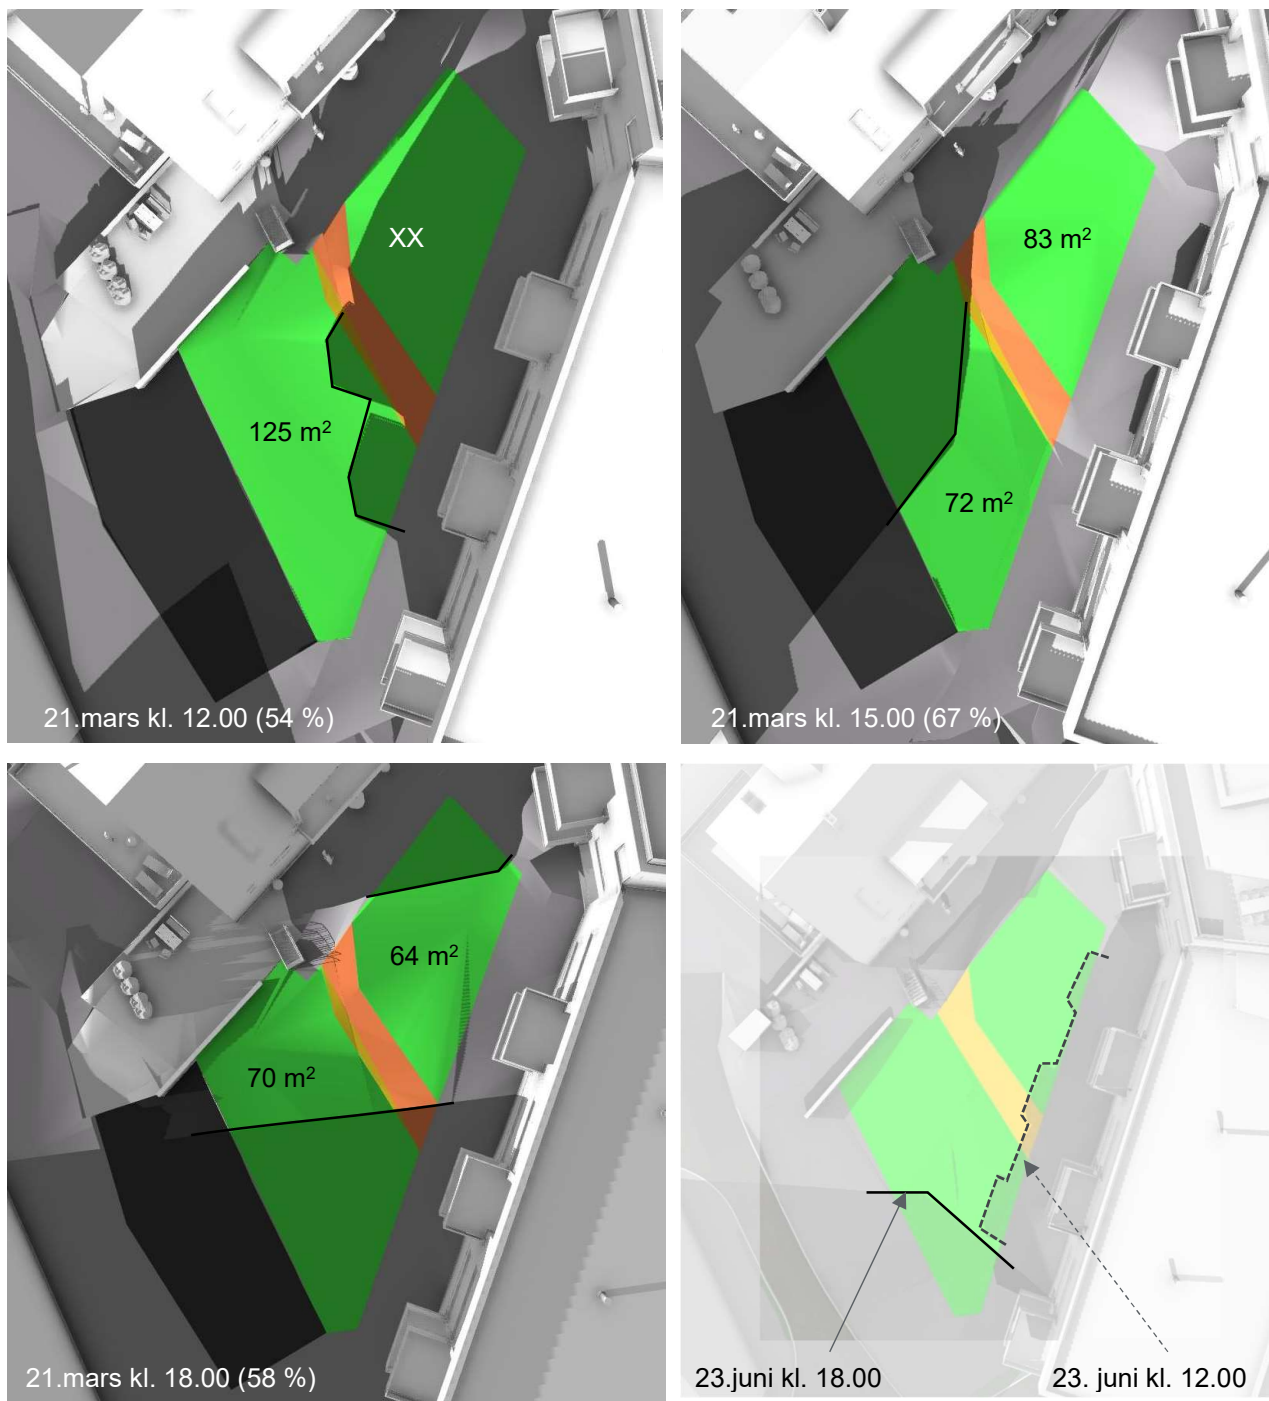 XX
125 m²
21.mars kl. 12.00 (54 %)
83 m²
72 m²
21.mars kl. 15.00 (67 %)
64 m²
70 m²
21.mars kl. 18.00 (58 %)
23.juni kl. 18.00
23. juni kl. 12.00